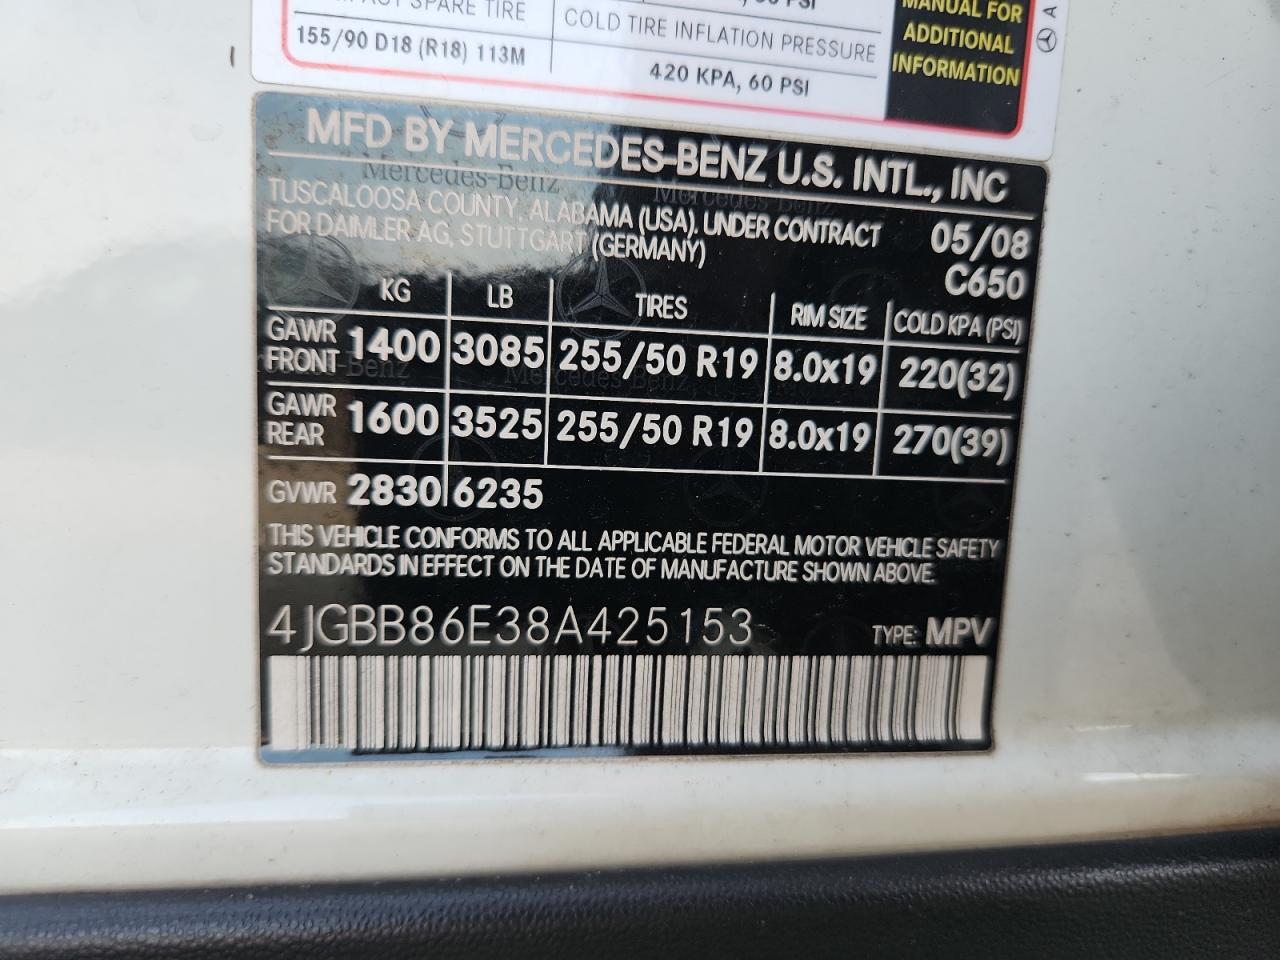 SPARE TIRE
155/90 D18 (R18) 113M
COLD TIRE INFLATION PRESSURE
420 KPA, 60 PSI
MANUAL FOR
ADDITIONAL
INFORMATION
A
MFD BY MERCEDES-BENZ U.S. INTL., INC
TUSCALOOSA COUNTY, ALABAMA (USA), UNDER CONTRACT
FOR DAIMLER AG, STUTTGART (GERMANY)
05/08
C650
KG LB TIRES RIM SIZE COLD KPA (PSI)
GAWR FRONT 1400 3085 255/50 R19 8.0x19 220(32)
GAWR REAR 1600 3525 255/50 R19 8.0x19 270(39)
GVWR 2830 6235
THIS VEHICLE CONFORMS TO ALL APPLICABLE FEDERAL MOTOR VEHICLE SAFETY
STANDARDS IN EFFECT ON THE DATE OF MANUFACTURE SHOWN ABOVE.
4JGBB86E38A425153 TYPE: MPV